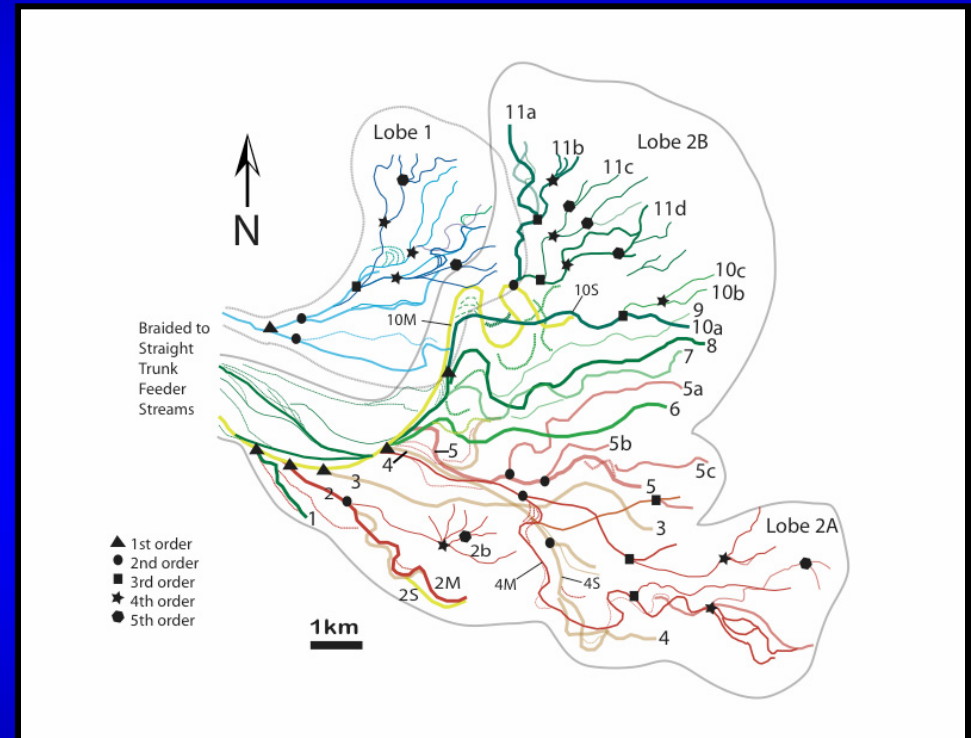 11a
Lobe 1
Lobe 2B
11b
11c
N
11d
10c
10S
10b
9
10M
10a
Braided to
Straight
Trunk
Feeder
Streams
8
7
5a
6
5
5b
4
5c
3
5
2
3
1
Lobe 2A
1st order
2nd order
3rd order
4th order
5th order
2b
2M
4M
4S
2S
4
1km